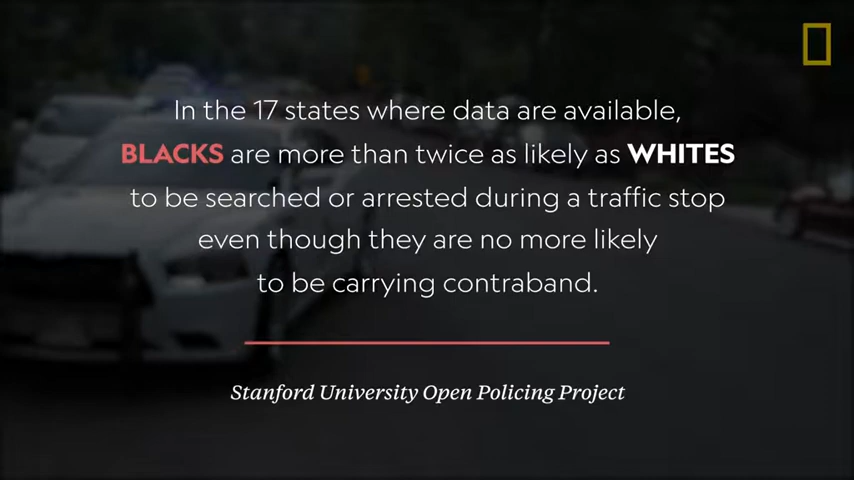 In the 17 states where data are available,
BLACKS are more than twice as likely as WHITES
to be searched or arrested during a traffic stop
even though they are no more likely
to be carrying contraband.
Stanford University Open Policing Project